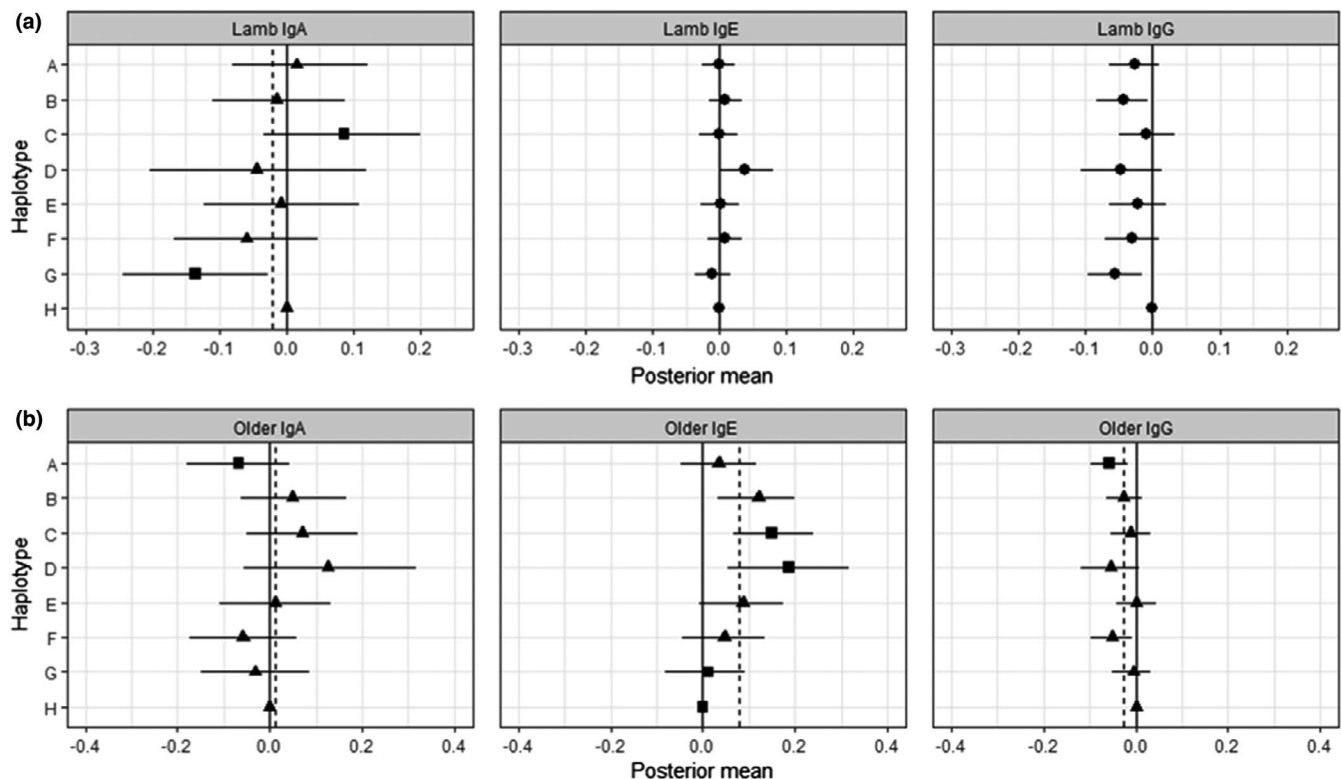 (a)
Lamb IgA Lamb IgE Lamb IgG
Haplotype
A
B
C
D
E
F
G
H
-0.3 -0.2 -0.1 0.0 0.1 0.2 -0.3 -0.2 -0.1 0.0 0.1 0.2 -0.3 -0.2 -0.1 0.0 0.1 0.2
Posterior mean
(b)
Older IgA Older IgE Older IgG
Haplotype
A
B
C
D
E
F
G
H
-0.4 -0.2 0.0 0.2 0.4 -0.4 -0.2 0.0 0.2 0.4 -0.4 -0.2 0.0 0.2 0.4
Posterior mean